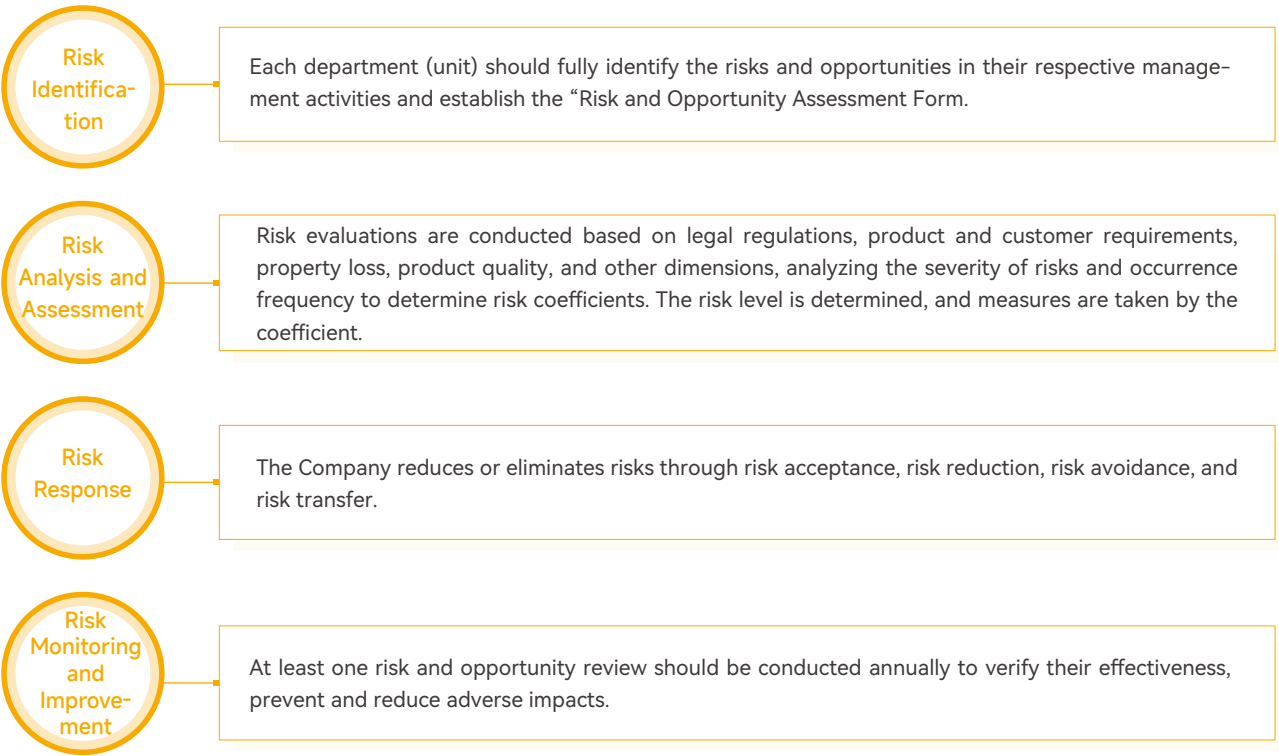 Risk
Identifica-
tion
Each department (unit) should fully identify the risks and opportunities in their respective manage-
ment activities and establish the “Risk and Opportunity Assessment Form.
Risk
Analysis and
Assessment
Risk evaluations are conducted based on legal regulations, product and customer requirements,
property loss, product quality, and other dimensions, analyzing the severity of risks and occurrence
frequency to determine risk coefficients. The risk level is determined, and measures are taken by the
coefficient.
Risk
Response
The Company reduces or eliminates risks through risk acceptance, risk reduction, risk avoidance, and
risk transfer.
Risk
Monitoring
and
Improve-
ment
At least one risk and opportunity review should be conducted annually to verify their effectiveness,
prevent and reduce adverse impacts.